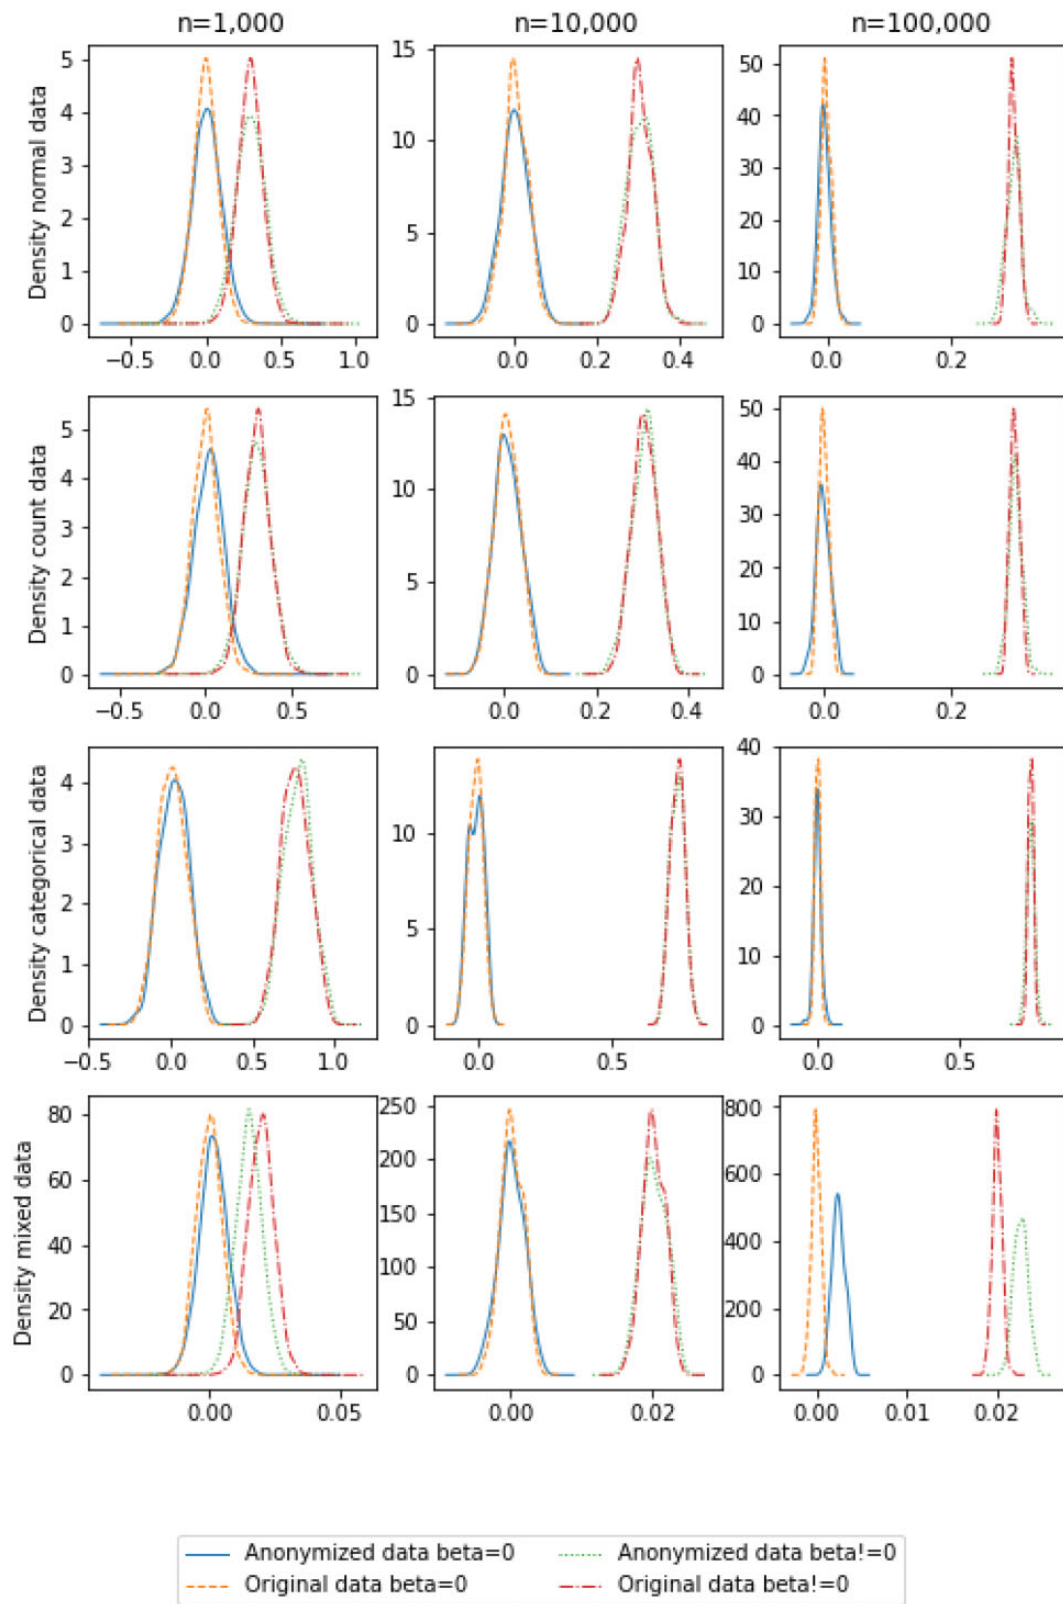 n=1,000 n=10,000 n=100,000
Density normal data
5 4 3 2 1 0
−0.5 0.0 0.5 1.0
15 10 5 0
0.0 0.2 0.4
50 40 30 20 10 0
0.0 0.2
Density count data
5 4 3 2 1 0
−0.5 0.0 0.5
15 10 5 0
0.0 0.2 0.4
50 40 30 20 10 0
0.0 0.2
Density categorical data
4 3 2 1 0
−0.5 0.0 0.5 1.0
10 5 0
0.0 0.5
40 30 20 10 0
0.0 0.5
Density mixed data
80 60 40 20 0
0.00 0.05
250 200 150 100 50 0
0.00 0.02
800 600 400 200 0
0.00 0.01 0.02
Anonymized data beta=0 Anonymized data beta!=0
Original data beta=0 Original data beta!=0